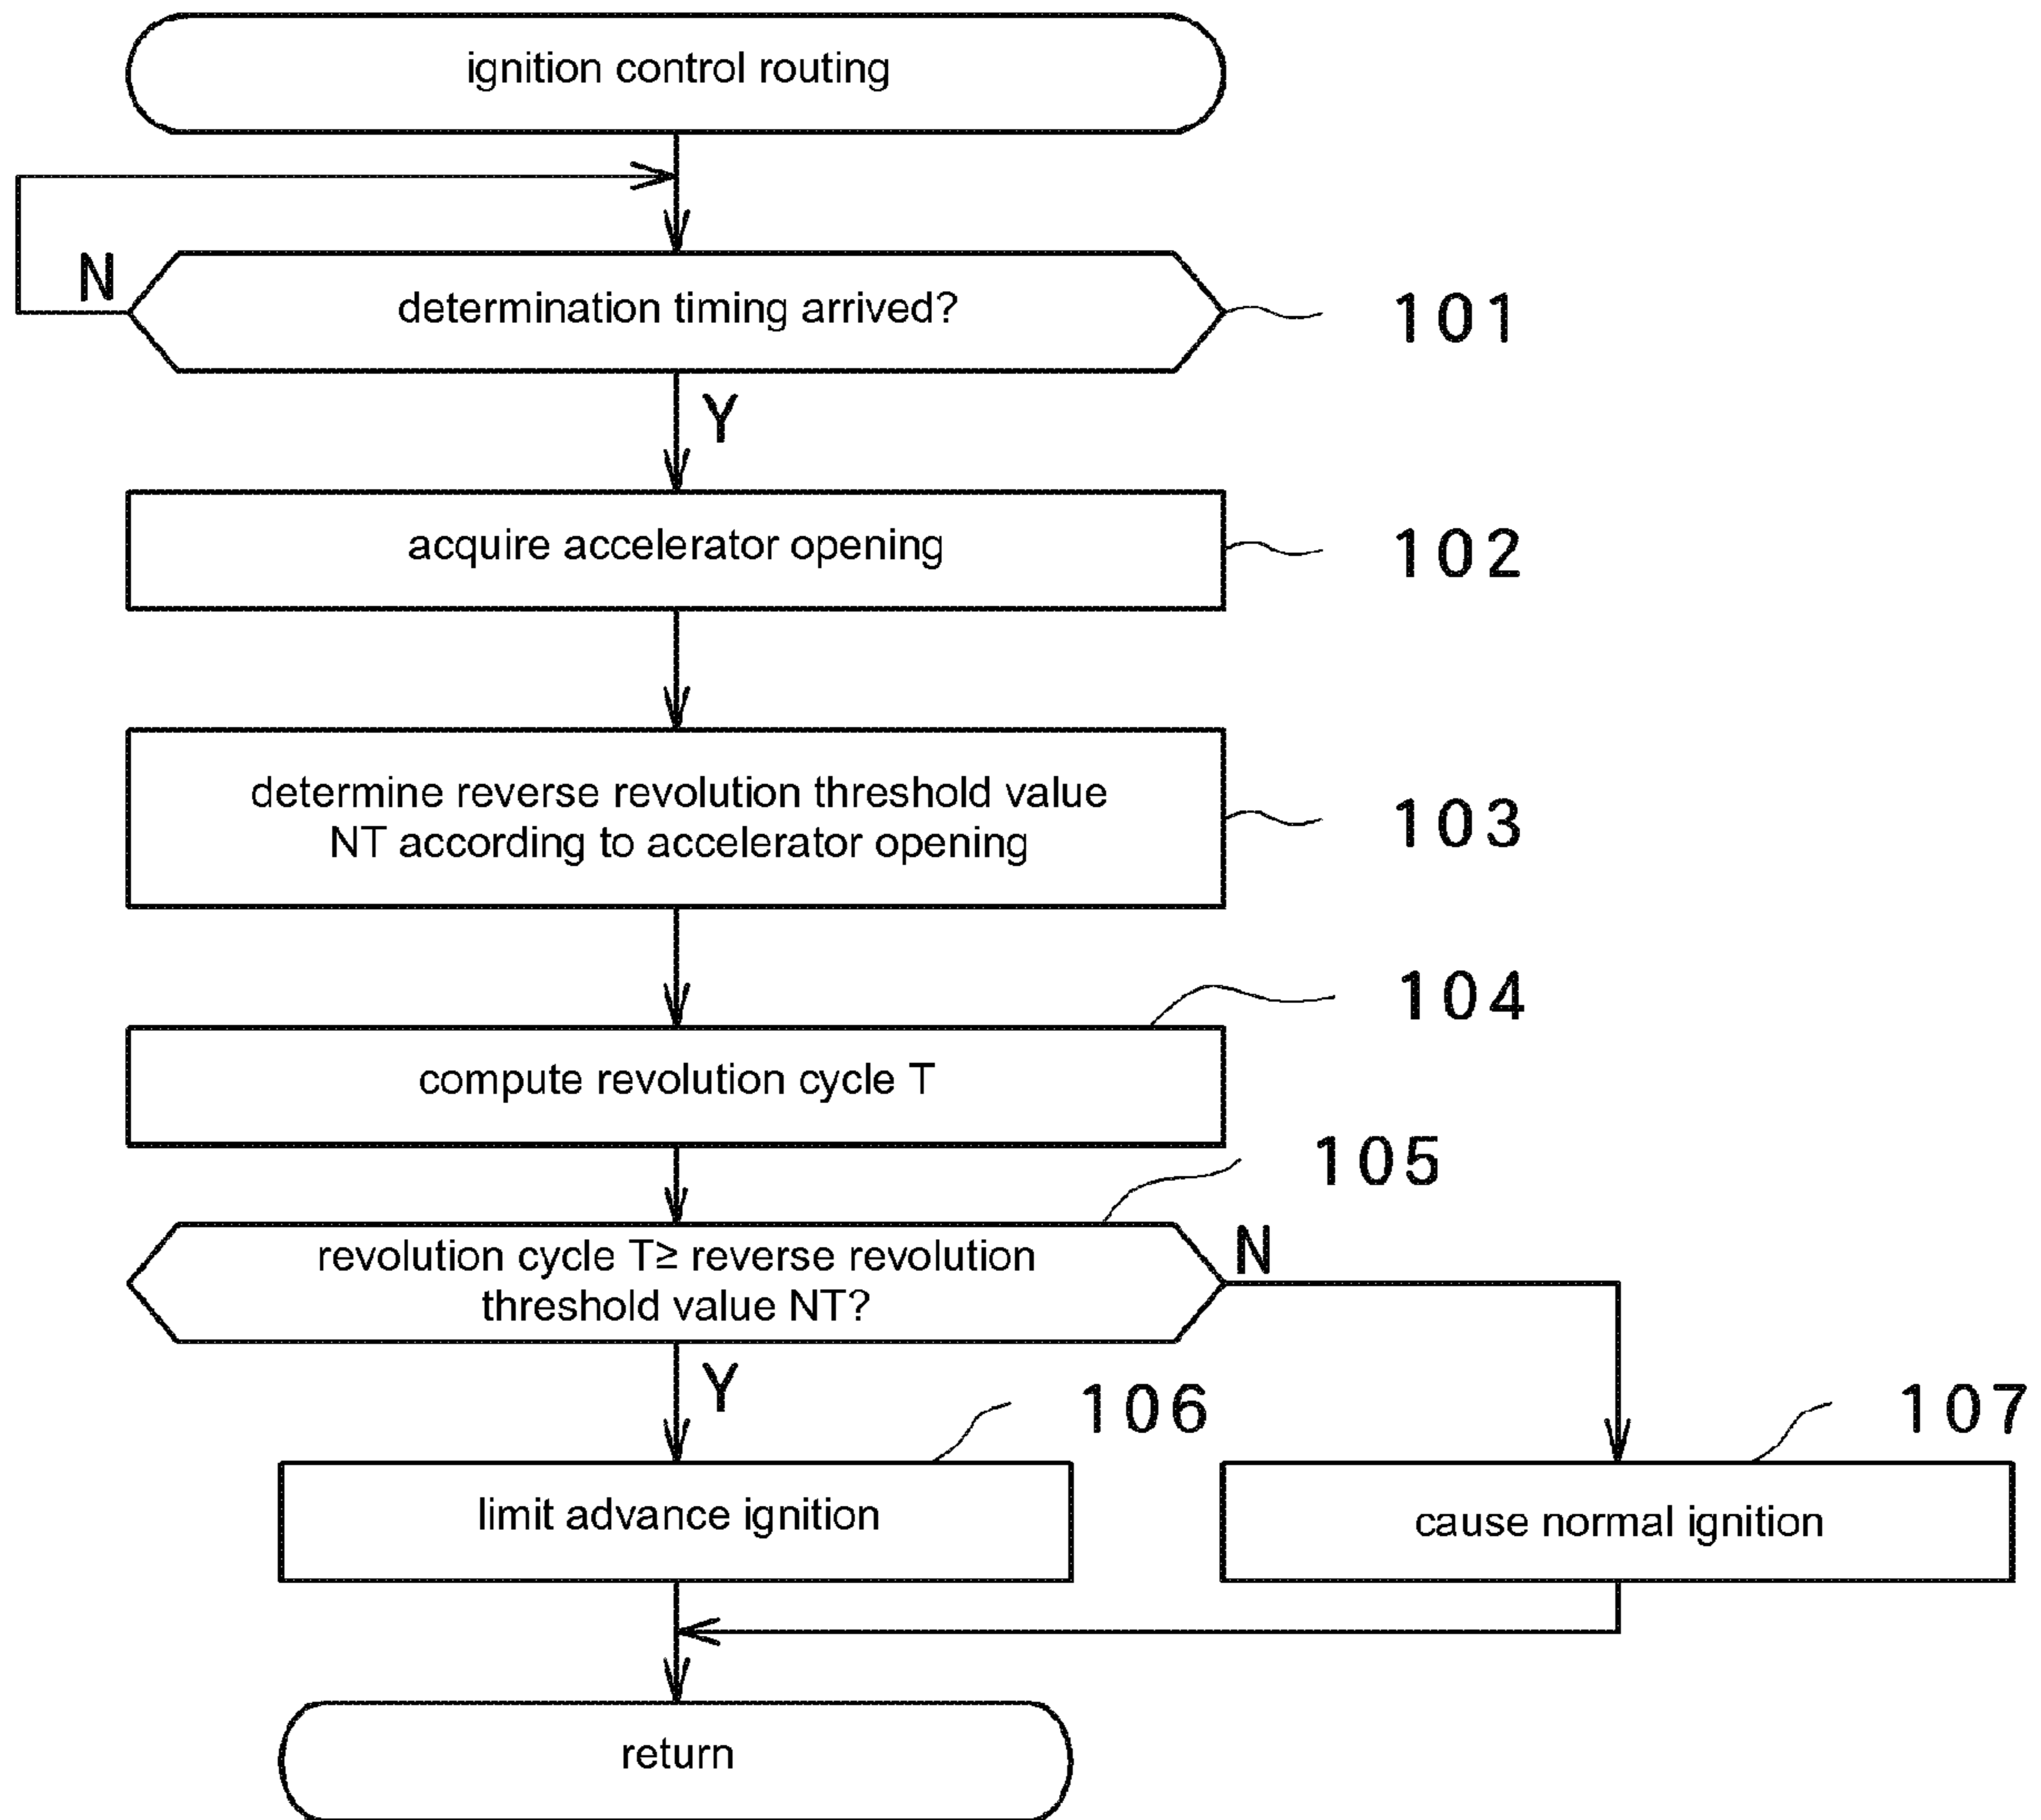 ignition control routing
N
determination timing arrived?
101
Y
acquire accelerator opening
102
determine reverse revolution threshold value
NT according to accelerator opening
103
104
compute revolution cycle T
105
revolution cycle T≥ reverse revolution
threshold value NT?
N
Y
106
107
limit advance ignition
cause normal ignition
return